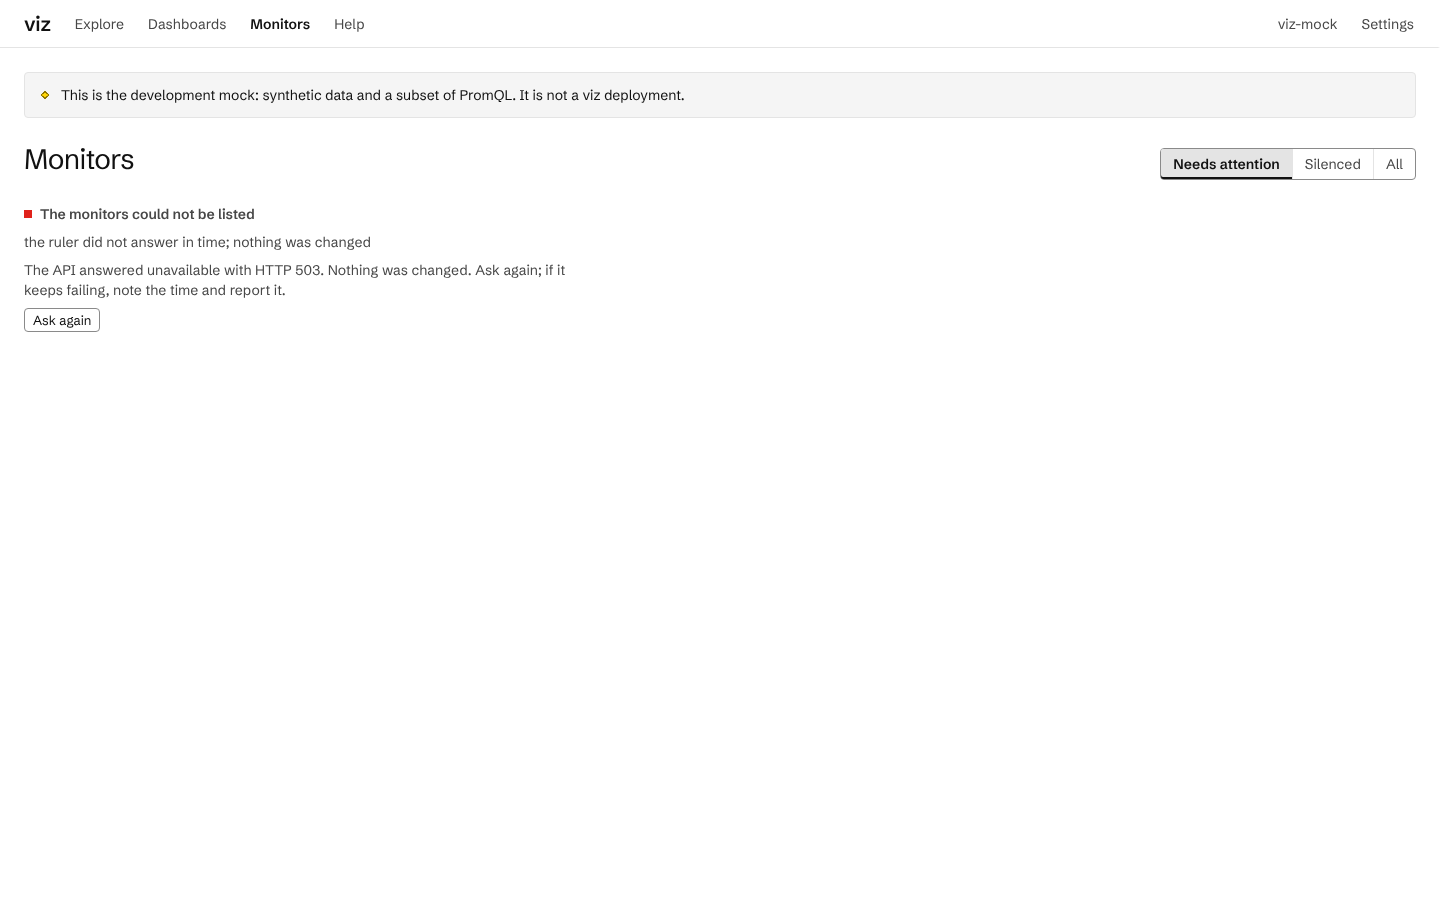 viz Explore Dashboards Monitors Help viz-mock Settings
This is the development mock: synthetic data and a subset of PromQL. It is not a viz deployment.
Monitors
Needs attention Silenced All
The monitors could not be listed
the ruler did not answer in time; nothing was changed
The API answered unavailable with HTTP 503. Nothing was changed. Ask again; if it
keeps failing, note the time and report it.
Ask again